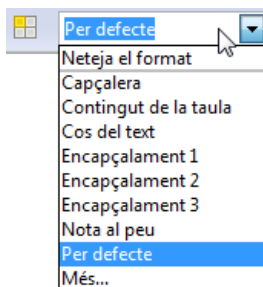 Per defecte
Neteja el format
Capçalera
Contingut de la taula
Cos del text
Encapçalament 1
Encapçalament 2
Encapçalament 3
Nota al peu
Per defecte
Més...